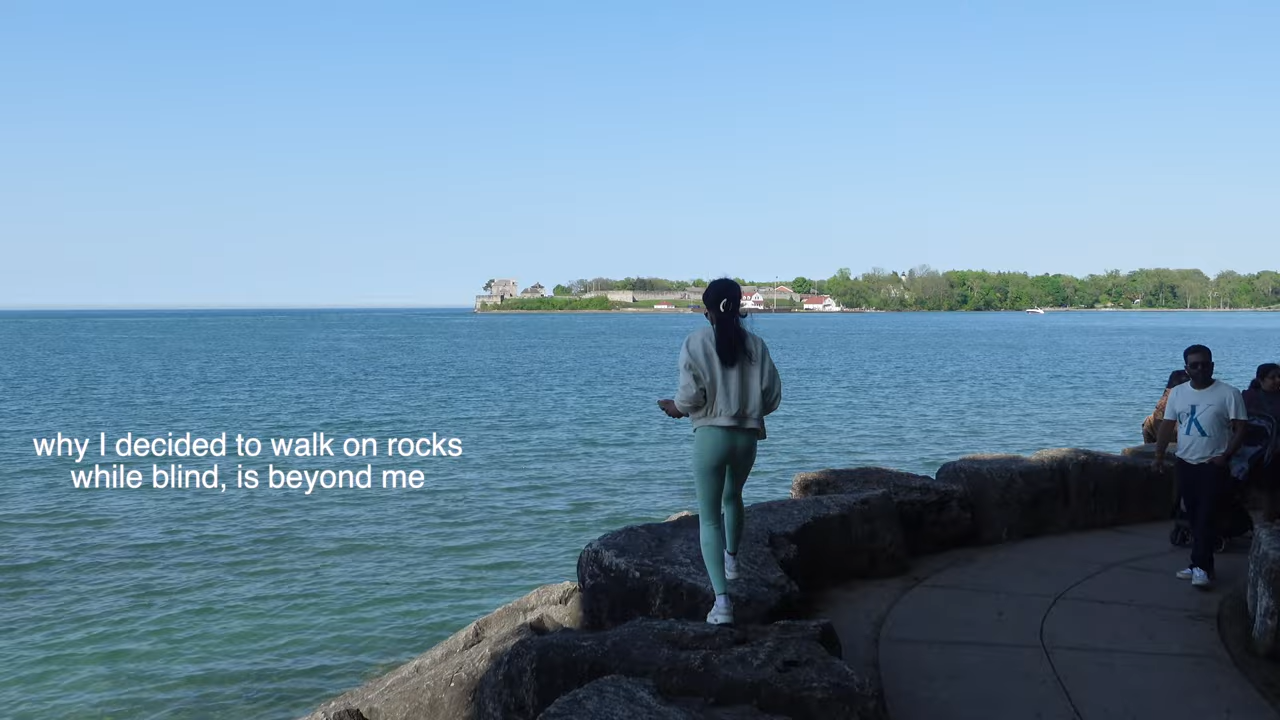 why I decided to walk on rocks
while blind, is beyond me
K